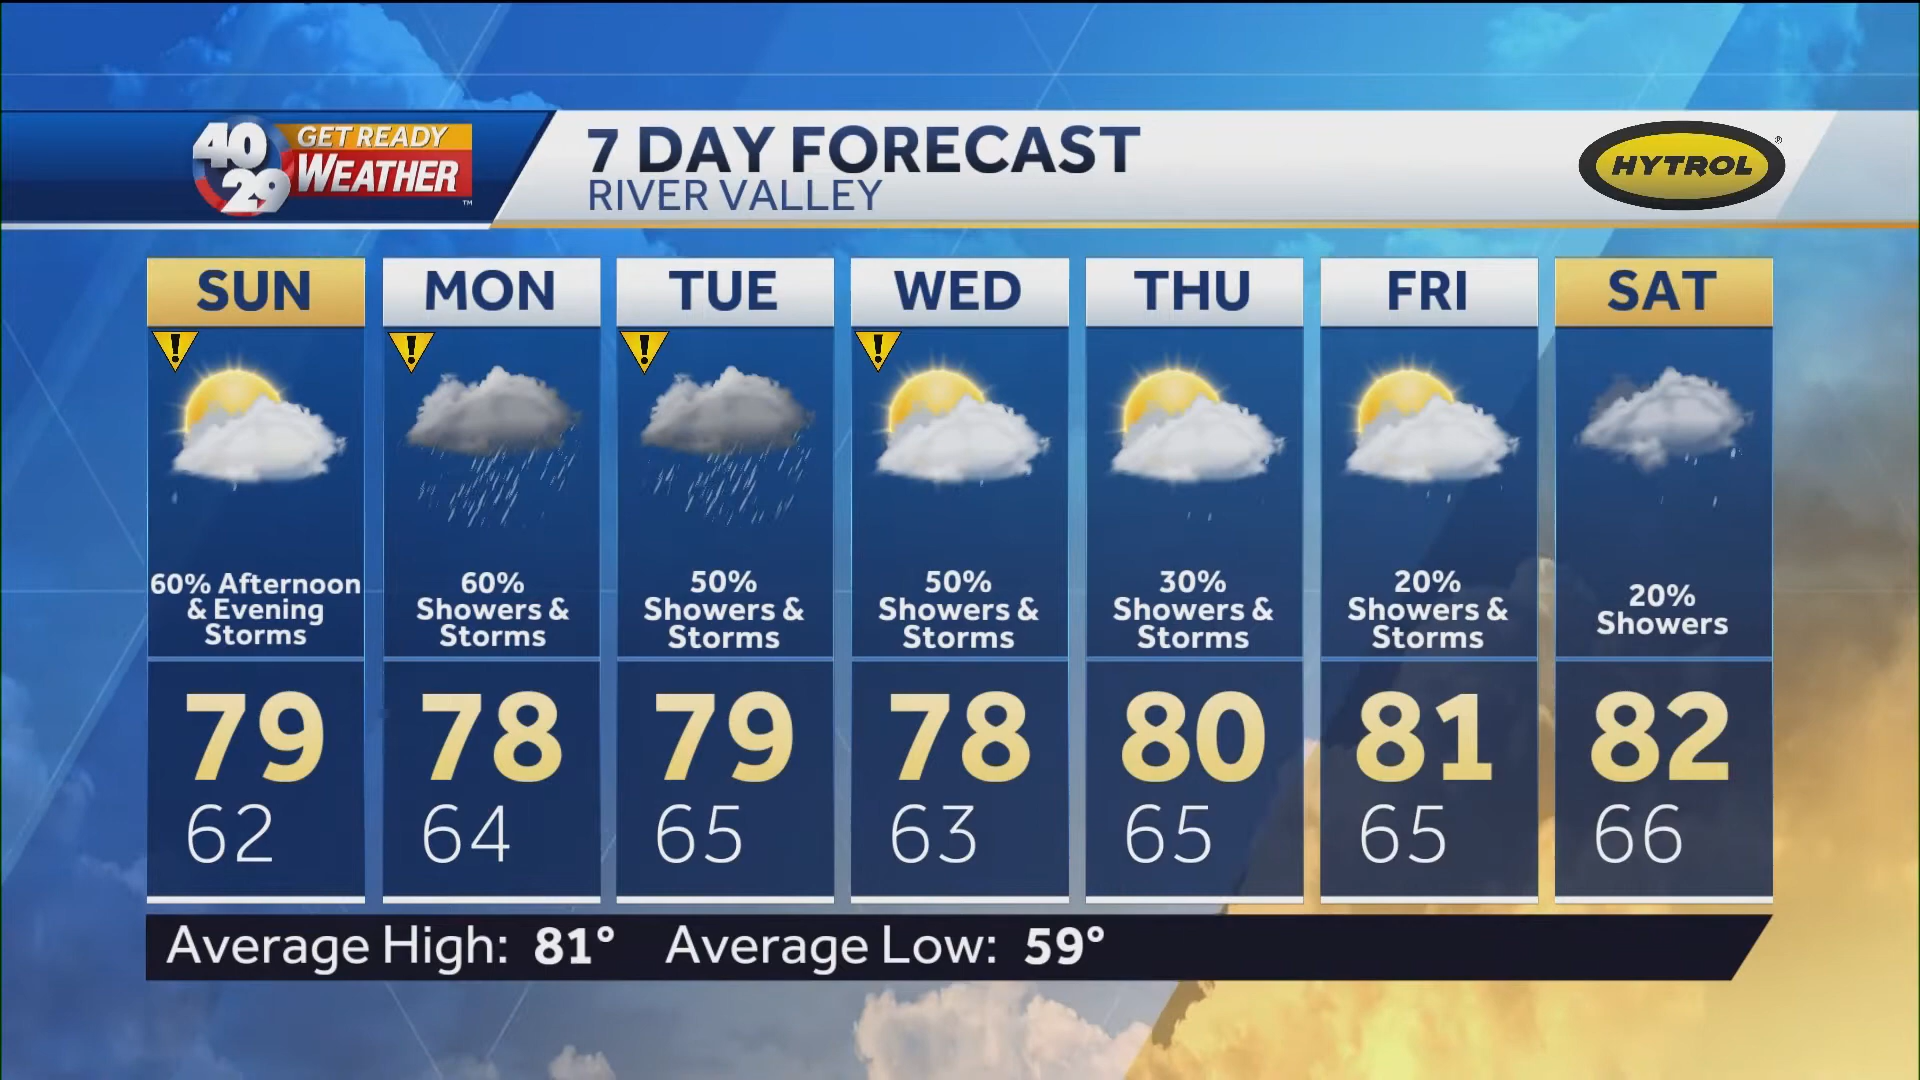 40
29
GET READY
WEATHER
™
7 DAY FORECAST
RIVER VALLEY
HYTROL
®
SUN
!
60% Afternoon
& Evening
Storms
79
62
MON
!
60%
Showers &
Storms
78
64
TUE
!
50%
Showers &
Storms
79
65
WED
!
50%
Showers &
Storms
78
63
THU
30%
Showers &
Storms
80
65
FRI
20%
Showers &
Storms
81
65
SAT
20%
Showers
82
66
Average High: 81° Average Low: 59°